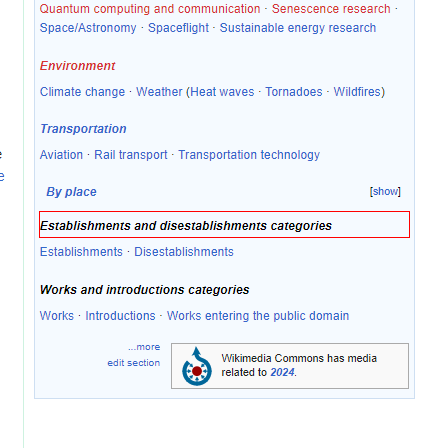 Quantum computing and communication · Senescence research ·
Space/Astronomy · Spaceflight · Sustainable energy research
Environment
Climate change · Weather (Heat waves · Tornadoes · Wildfires)
Transportation
e
Aviation · Rail transport · Transportation technology
e
By place [show]
Establishments and disestablishments categories
Establishments · Disestablishments
Works and introductions categories
Works · Introductions · Works entering the public domain
...more
edit section
Wikimedia Commons has media
related to 2024.